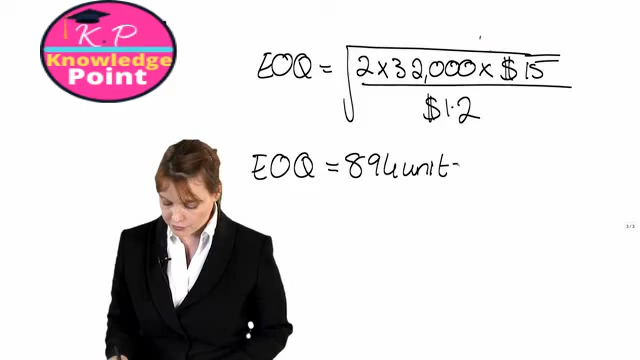 K.P
Knowledge
Point
EOQ = √2 x 32,000 x $15
$1.2
EOQ = 894 unit